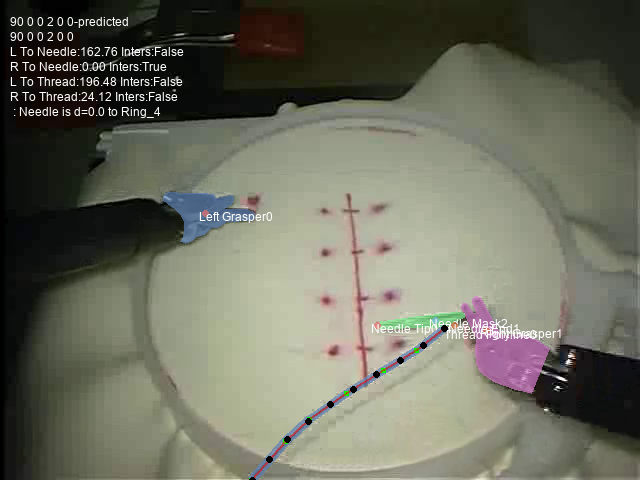 90 0 0 2 0 0-predicted
90 0 0 2 0 0
L To Needle:162.76 Inters:False
R To Needle:0.00 Inters:True
L To Thread:196.48 Inters:False
R To Thread:24.12 Inters:False
: Needle is d=0.0 to Ring_4
Left Grasper0
Needle Mask2
Needle Tip